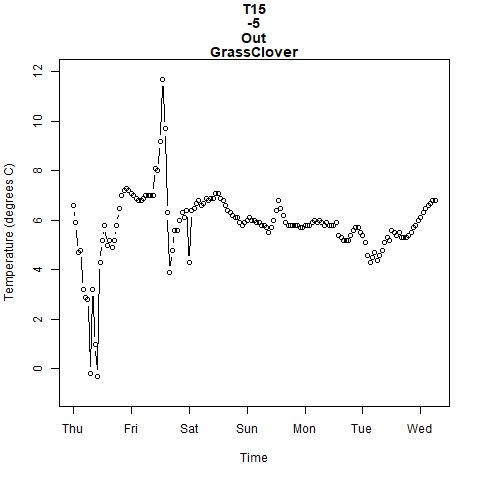 T15
-5
Out
GrassClover
Temperature (degrees C)
12
10
8
6
4
2
0
Thu Fri Sat Sun Mon Tue Wed
Time